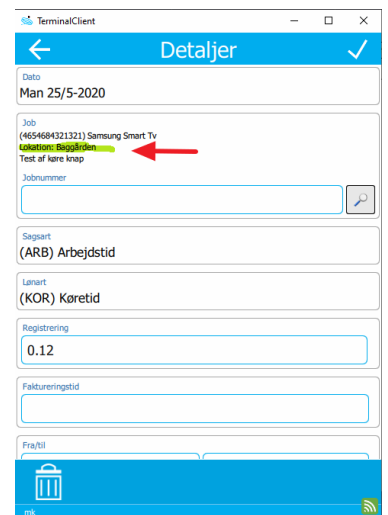 TerminalClient
Detaljer
Dato
Man 25/5-2020
Job
(4654684321321) Samsung Smart Tv
Lokation: Baggården
Test af køre knap
Jobnummer
Sagsart
(ARB) Arbejdstid
Lønart
(KOR) Køretid
Registrering
0.12
Faktureringstid
Fra/til
mk